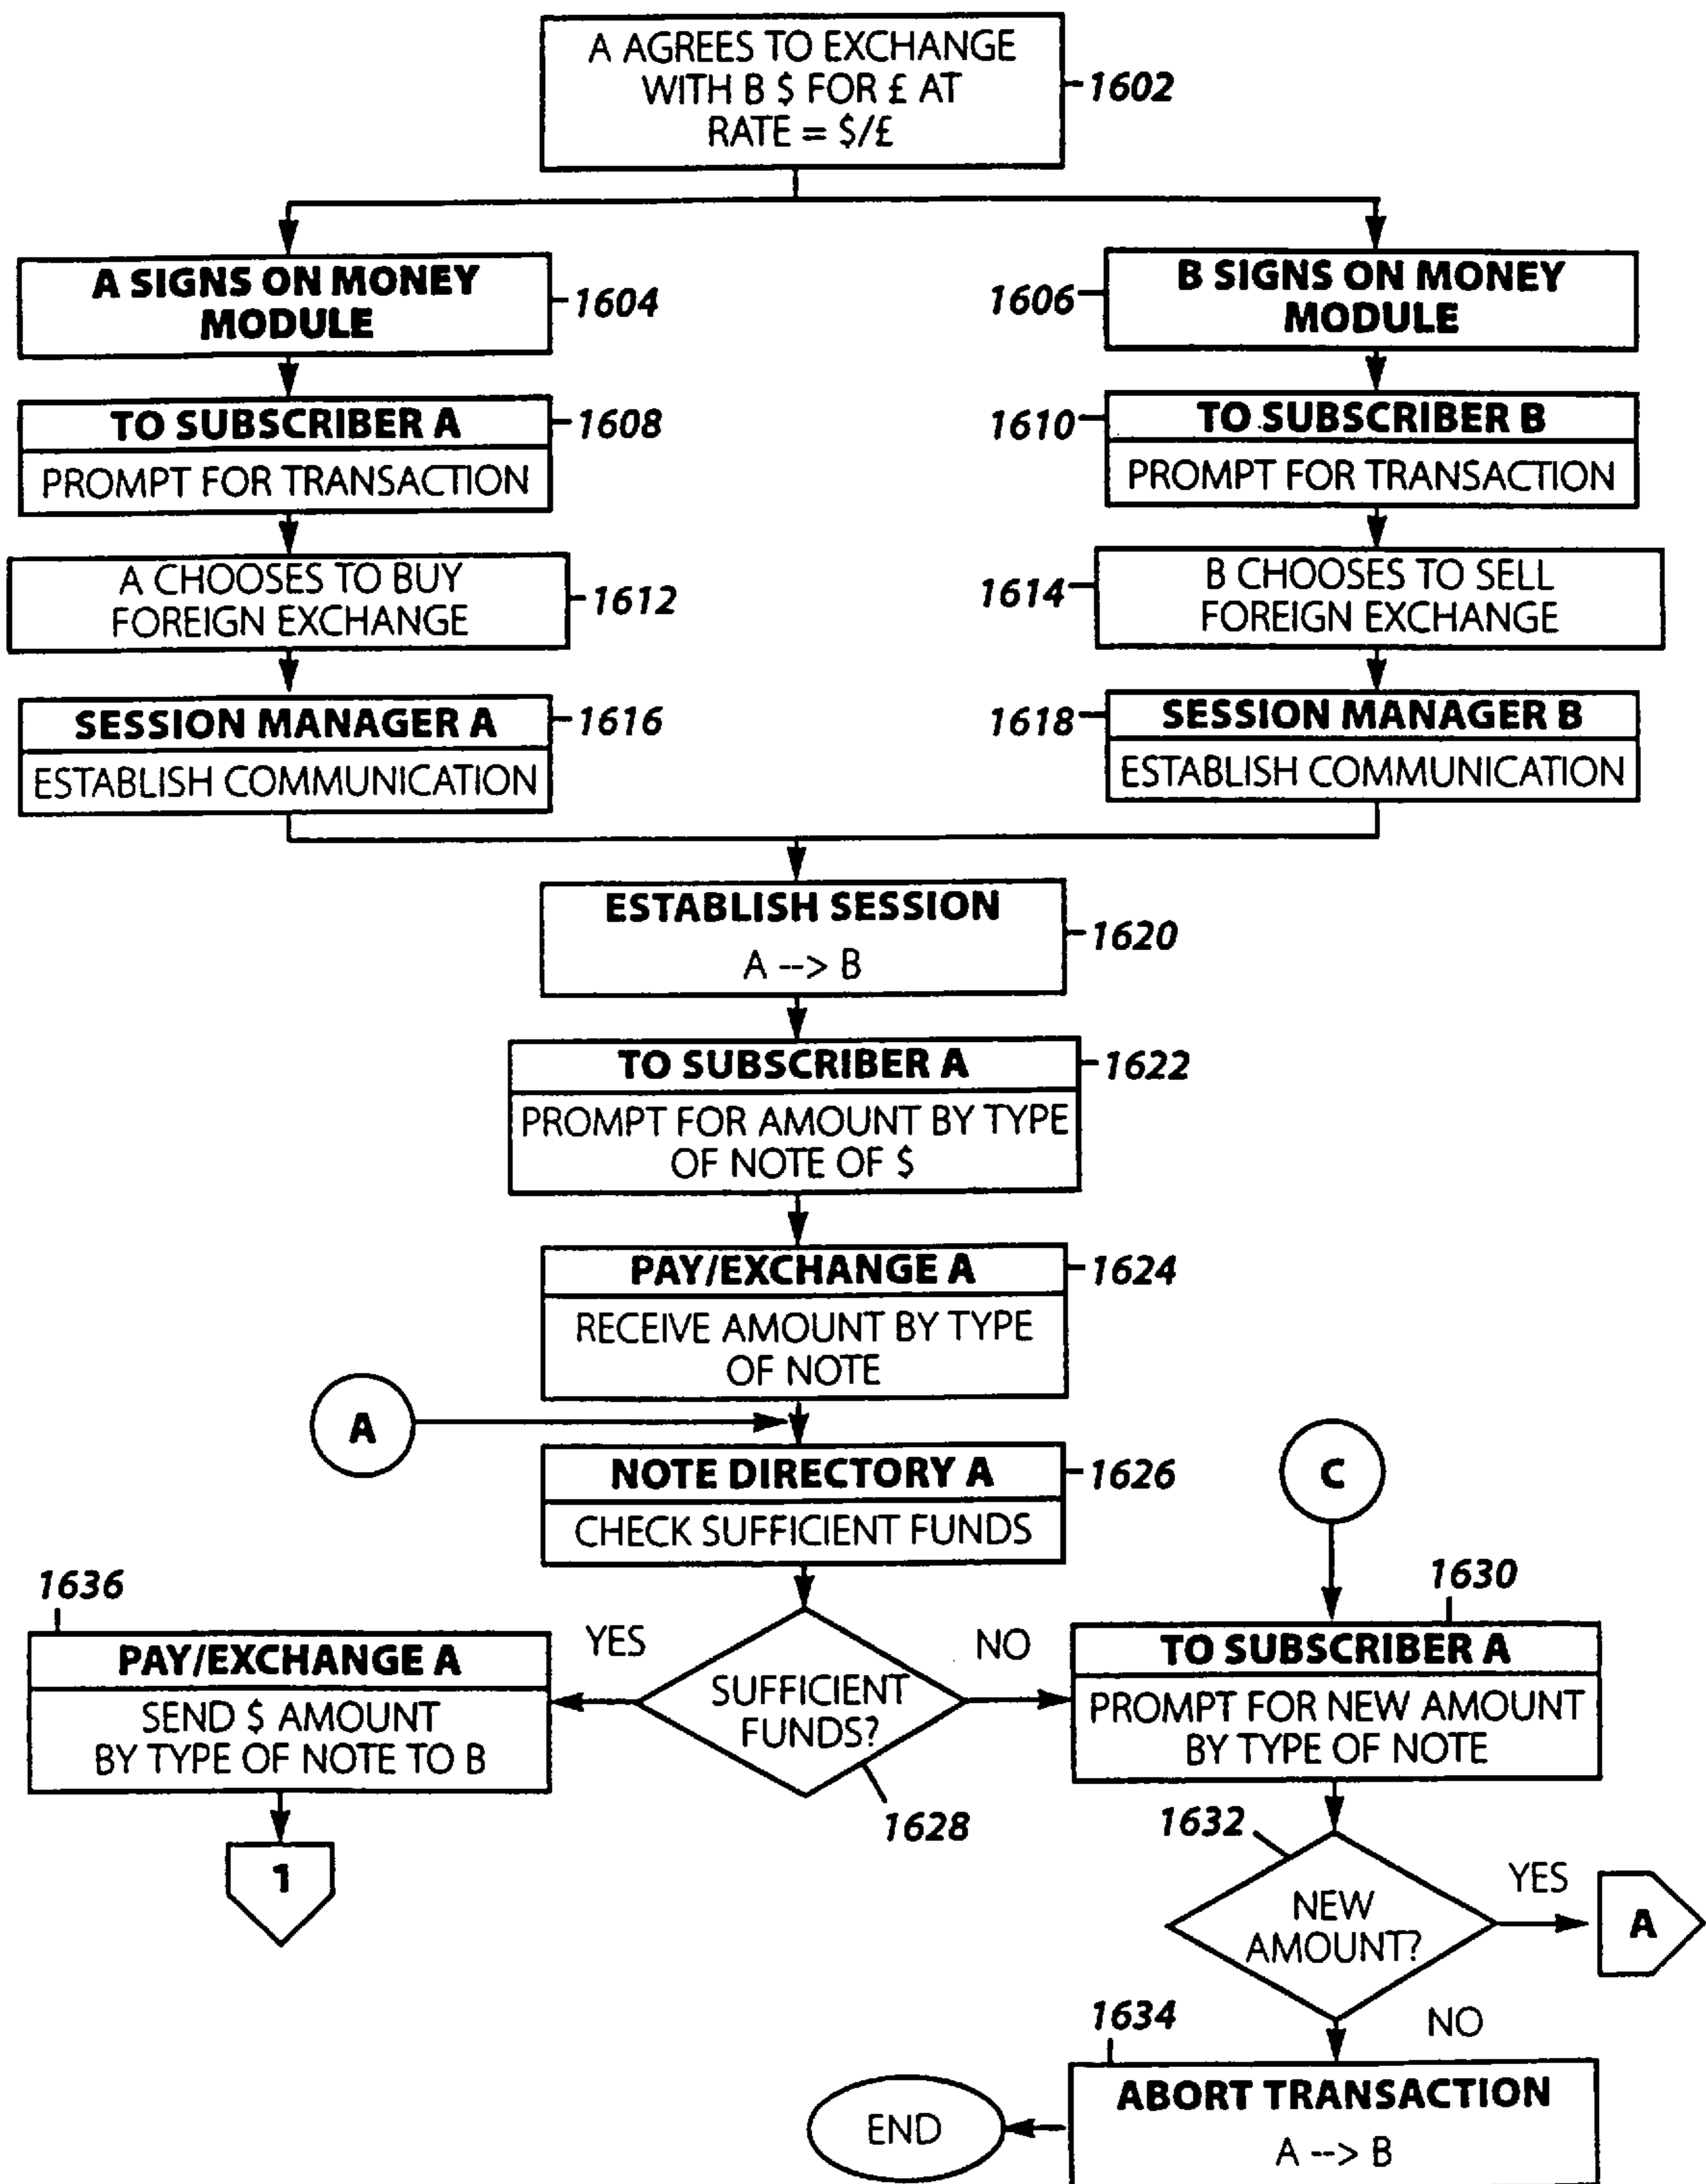 A AGREES TO EXCHANGE
WITH B $ FOR £ AT
RATE = $/£
1602
A SIGNS ON MONEY
MODULE
1604
1606
B SIGNS ON MONEY
MODULE
TO SUBSCRIBER A
1608
PROMPT FOR TRANSACTION
1610
TO SUBSCRIBER B
PROMPT FOR TRANSACTION
A CHOOSES TO BUY
FOREIGN EXCHANGE
1612
1614
B CHOOSES TO SELL
FOREIGN EXCHANGE
SESSION MANAGER A
1616
ESTABLISH COMMUNICATION
1618
SESSION MANAGER B
ESTABLISH COMMUNICATION
ESTABLISH SESSION
A --> B
1620
TO SUBSCRIBER A
1622
PROMPT FOR AMOUNT BY TYPE
OF NOTE OF $
PAY/EXCHANGE A
1624
RECEIVE AMOUNT BY TYPE
OF NOTE
A
NOTE DIRECTORY A
1626
CHECK SUFFICIENT FUNDS
C
1636
PAY/EXCHANGE A
SEND $ AMOUNT
BY TYPE OF NOTE TO B
1
YES
SUFFICIENT
FUNDS?
NO
1628
1630
TO SUBSCRIBER A
PROMPT FOR NEW AMOUNT
BY TYPE OF NOTE
1632
NEW
AMOUNT?
YES
A
NO
1634
ABORT TRANSACTION
A --> B
END